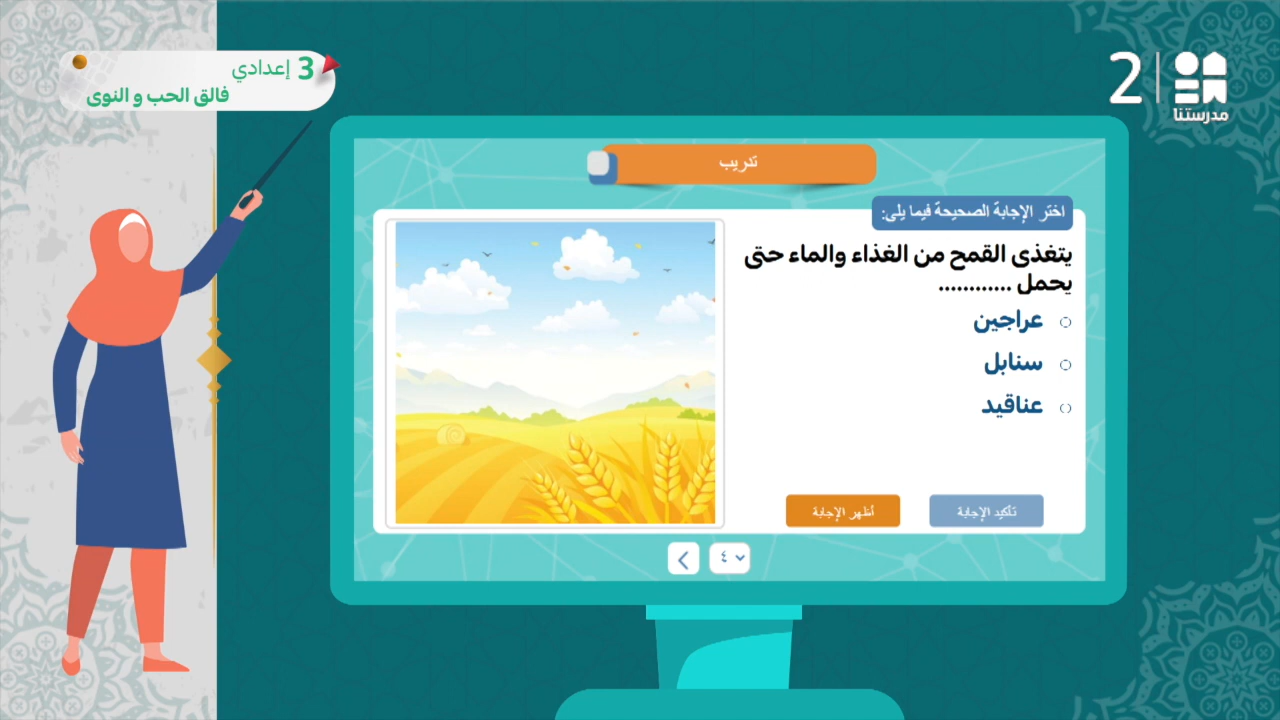 3 إعدادي
فالق الحب و النوى
2
مدرستنا
تدريب
اختر الإجابة الصحيحة فيما يلى:
يتغذى القمح من الغذاء والماء حتى
يحمل ............
عراجين
سنابل
عناقيد
تأكيد الإجابة
أظهر الإجابة
٤